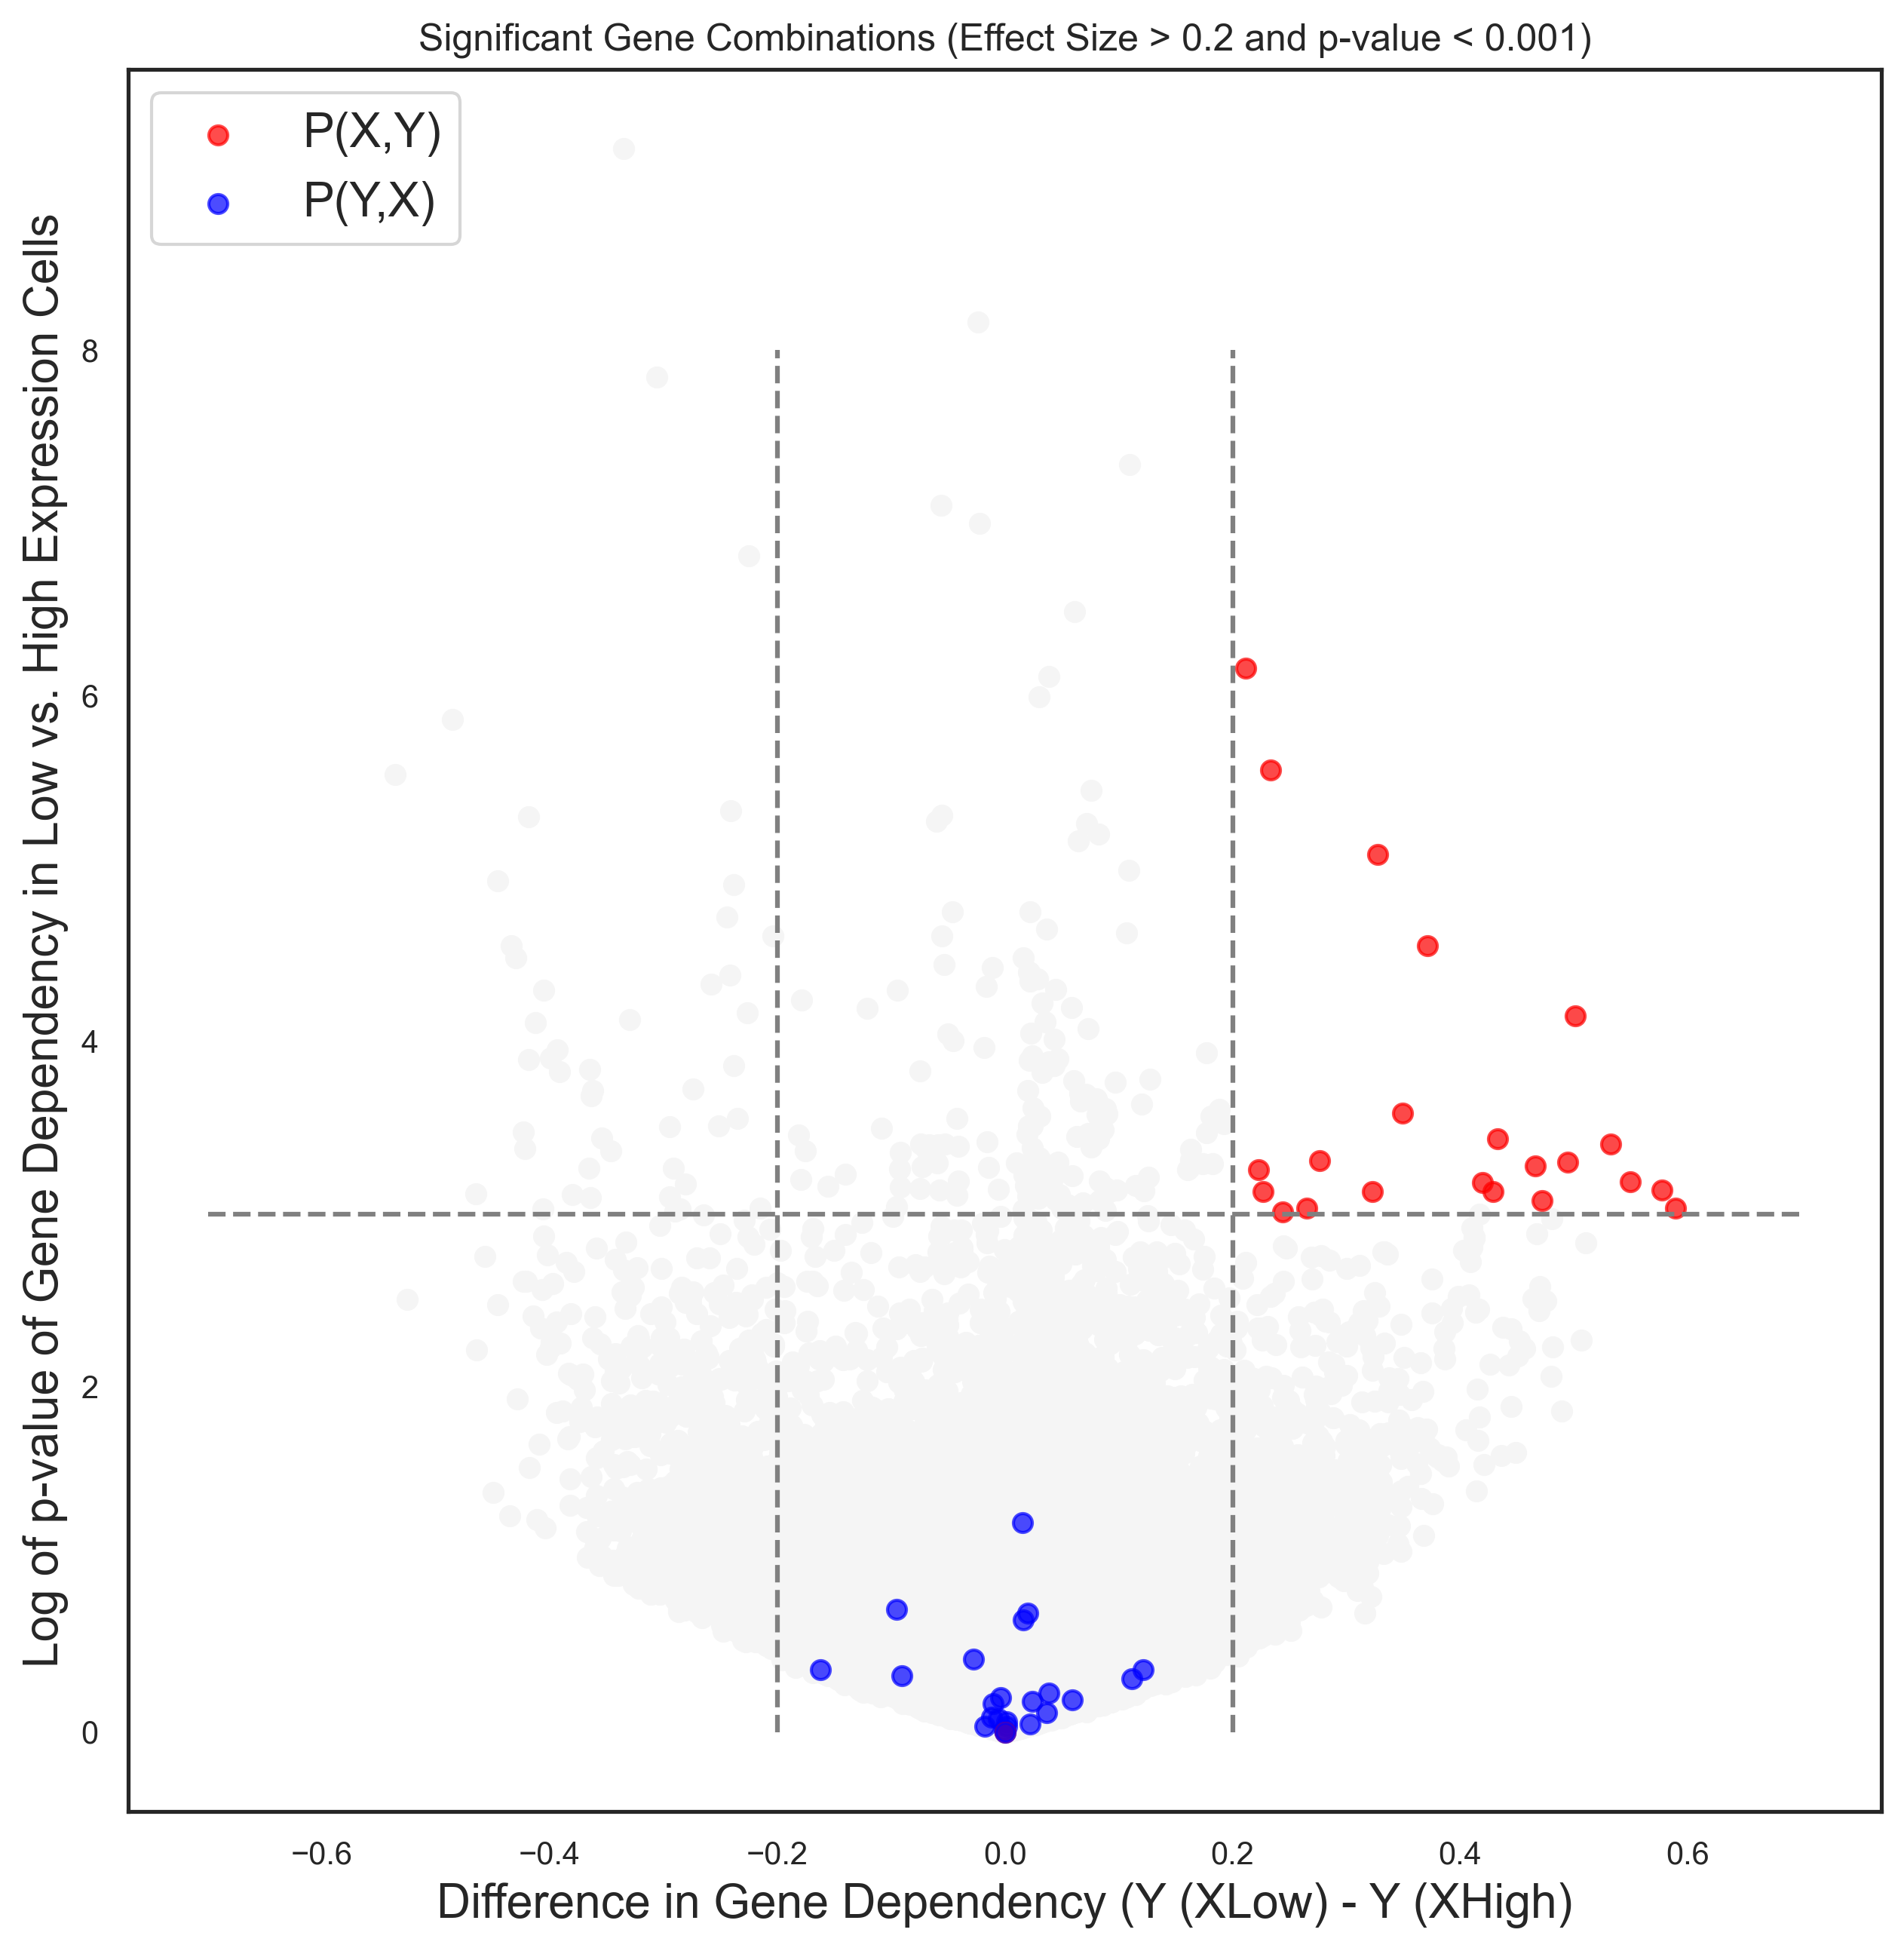 Significant Gene Combinations (Effect Size > 0.2 and p-value < 0.001)
P(X,Y)
P(Y,X)
Log of p-value of Gene Dependency in Low vs. High Expression Cells
8
6
4
2
0
−0.6 −0.4 −0.2 0.0 0.2 0.4 0.6
Difference in Gene Dependency (Y (XLow) - Y (XHigh)